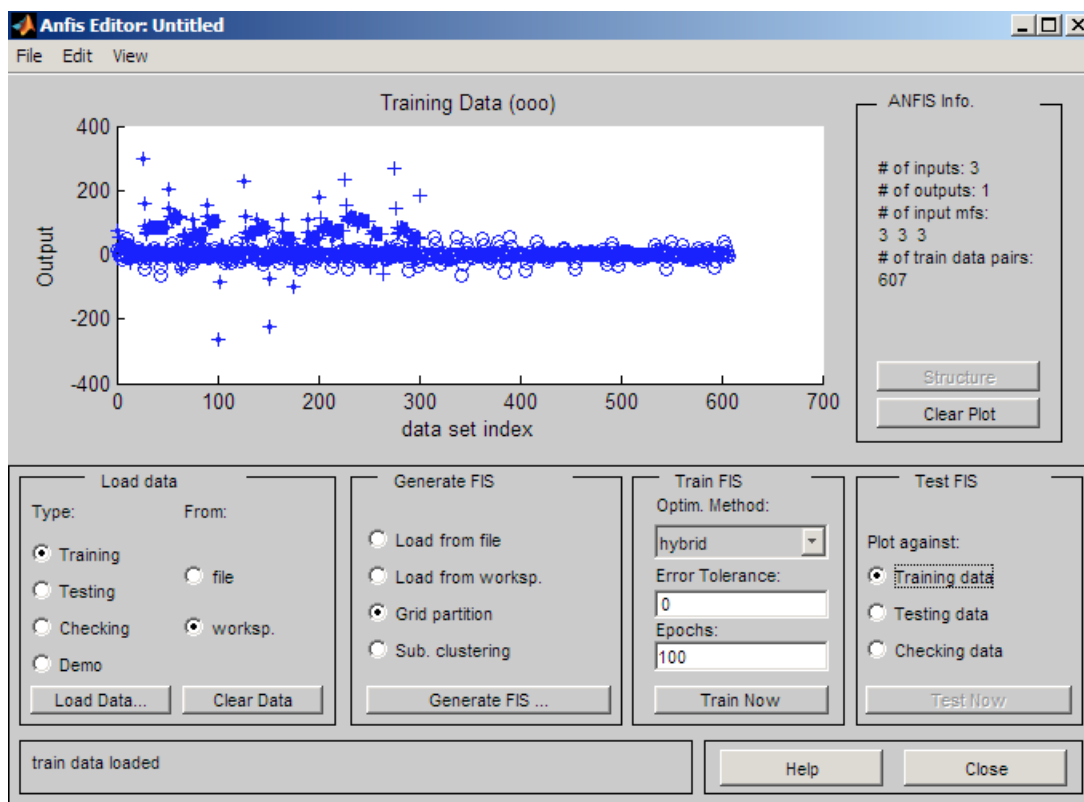 Anfis Editor: Untitled
File Edit View
Training Data (ooo)
400
200
0
-200
-400
Output
0 100 200 300 400 500 600 700
data set index
ANFIS Info.
# of inputs: 3
# of outputs: 1
# of input mfs:
3 3 3
# of train data pairs:
607
Structure
Clear Plot
Load data
Type: From:
Training
Testing
Checking
Demo
file
worksp.
Load Data... Clear Data
Generate FIS
Load from file
Load from worksp.
Grid partition
Sub. clustering
Generate FIS ...
Train FIS
Optim. Method:
hybrid
Error Tolerance:
0
Epochs:
100
Train Now
Test FIS
Plot against:
Training data
Testing data
Checking data
Test Now
train data loaded
Help Close